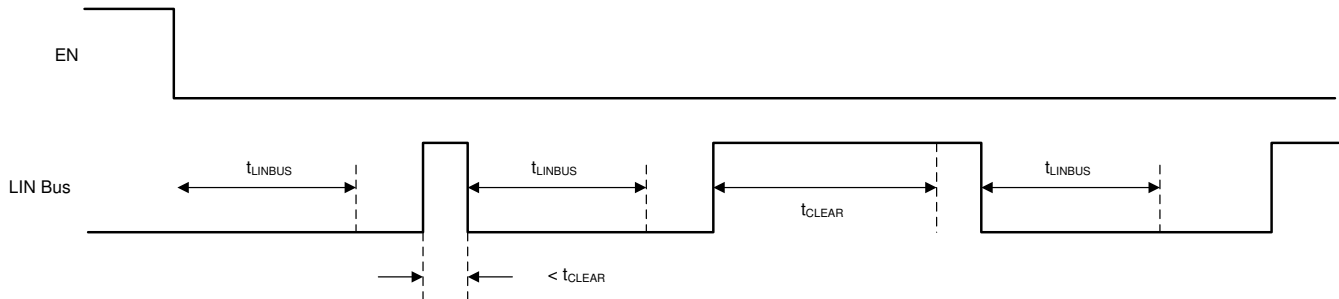 EN
LIN Bus
tLINBUS
tLINBUS
tCLEAR
tLINBUS
< tCLEAR